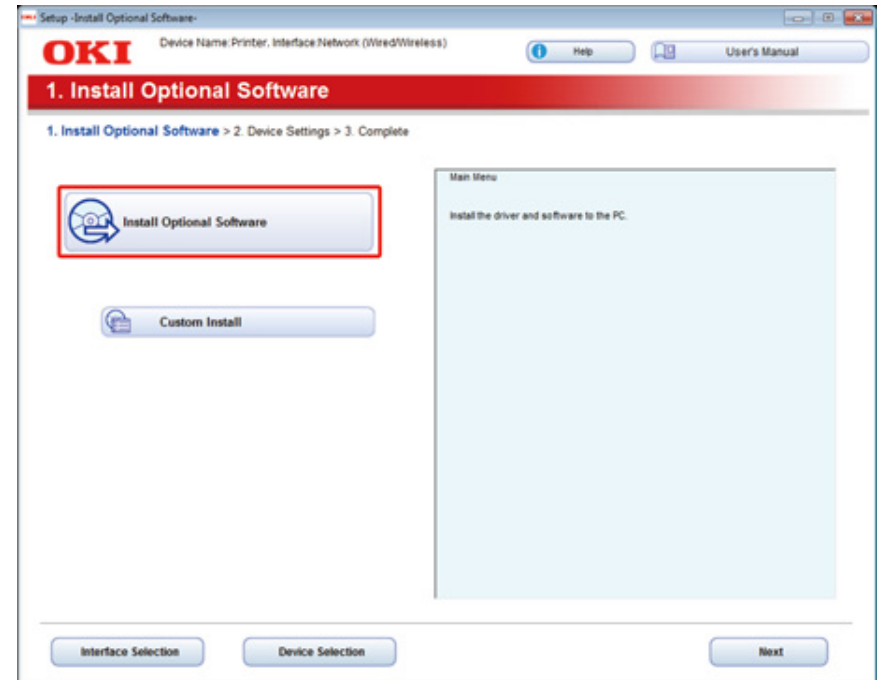 Setup -Install Optional Software-
OKI
Device Name:Printer, Interface:Network (Wired/Wireless)
Help
User's Manual
1. Install Optional Software
1. Install Optional Software > 2. Device Settings > 3. Complete
Install Optional Software
Custom Install
Main Menu
Install the driver and software to the PC.
Interface Selection
Device Selection
Next